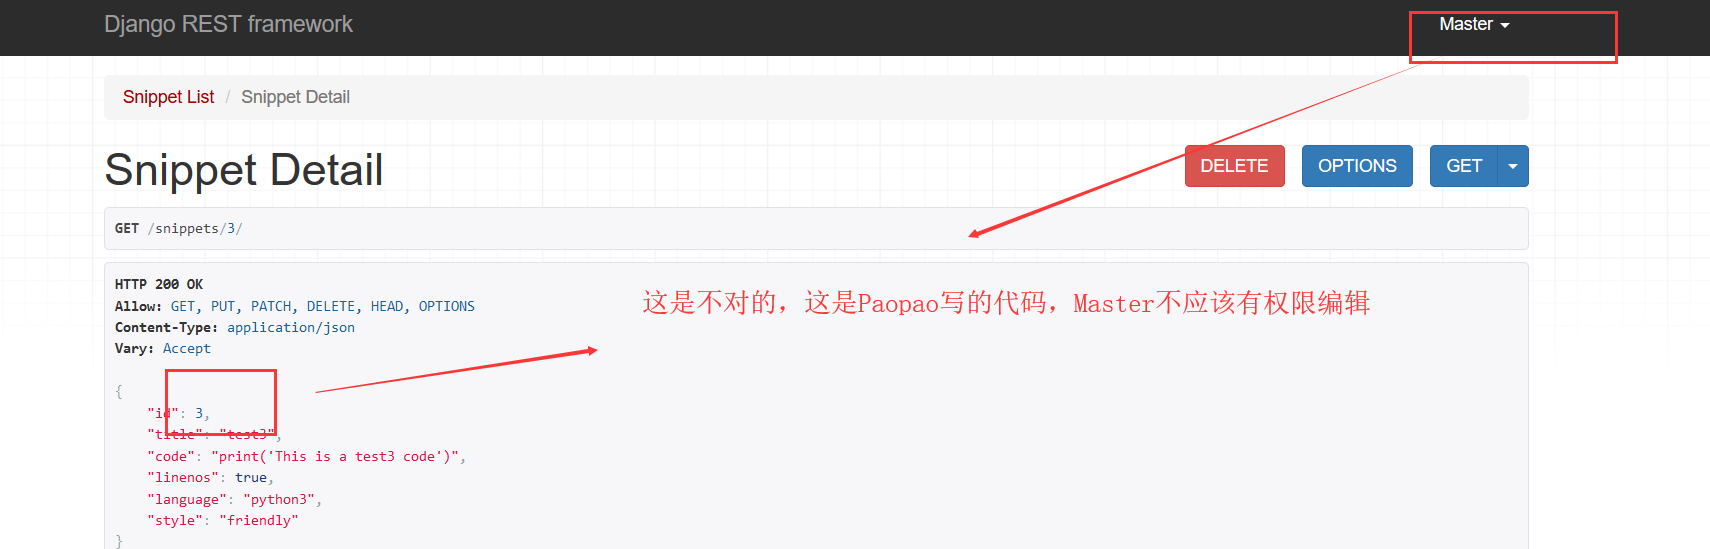 Django REST framework
Master
Snippet List / Snippet Detail
Snippet Detail
DELETE
OPTIONS
GET
GET /snippets/3/
HTTP 200 OK
Allow: GET, PUT, PATCH, DELETE, HEAD, OPTIONS
Content-Type: application/json
Vary: Accept
这是不对的，这是Paopao写的代码，Master不应该有权限编辑
{
"id": 3,
"title": "test3",
"code": "print('This is a test3 code')",
"linenos": true,
"language": "python3",
"style": "friendly"
}